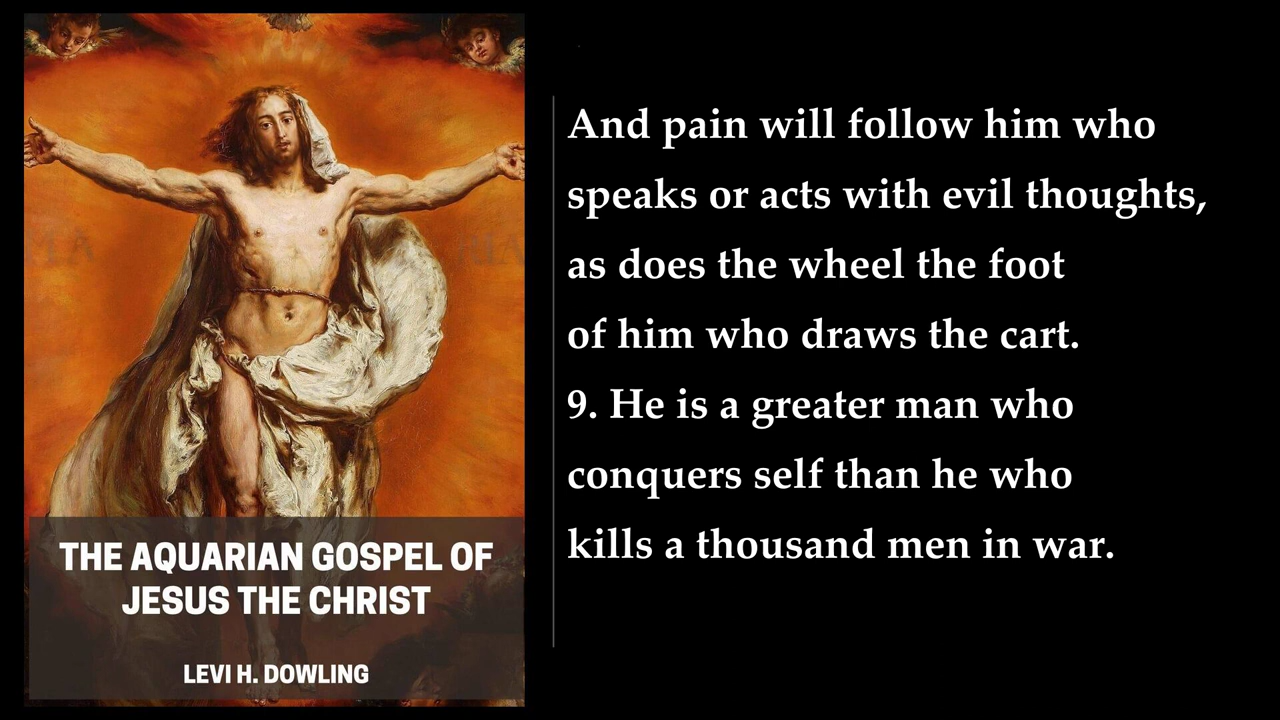 THE AQUARIAN GOSPEL OF
JESUS THE CHRIST
LEVI H. DOWLING
And pain will follow him who
speaks or acts with evil thoughts,
as does the wheel the foot
of him who draws the cart.
9. He is a greater man who
conquers self than he who
kills a thousand men in war.